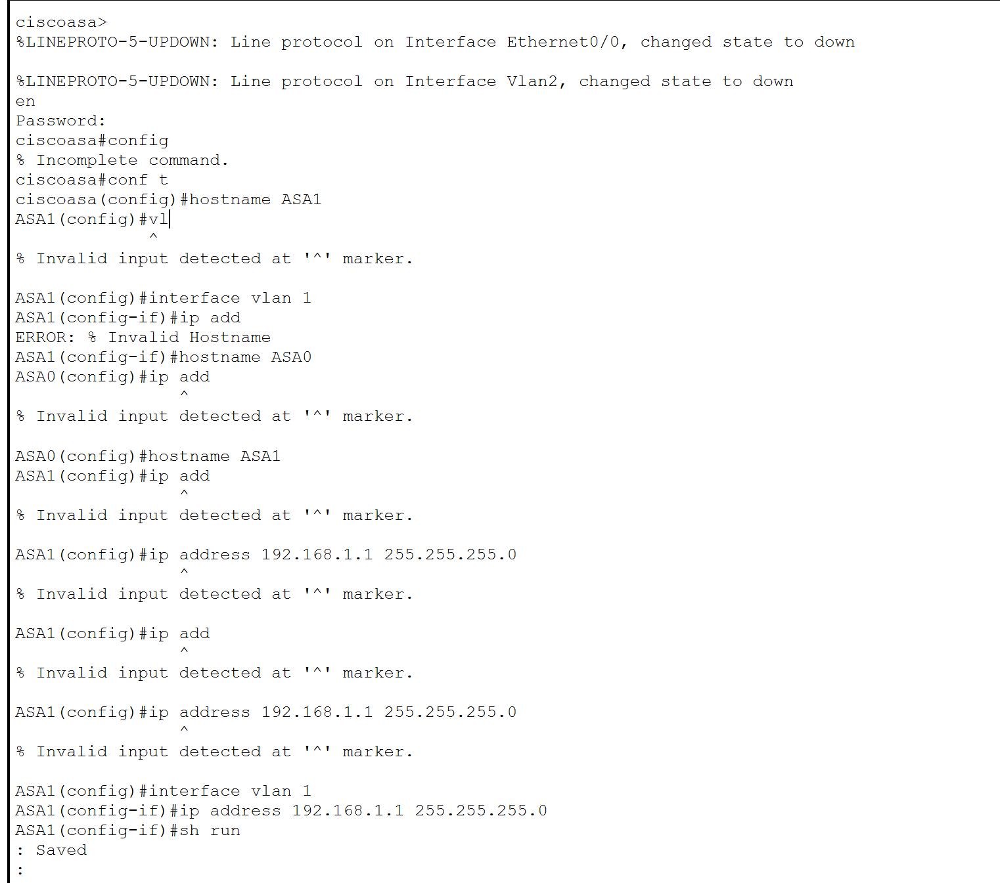 ciscoasa>
%LINEPROTO-5-UPDOWN: Line protocol on Interface Ethernet0/0, changed state to down
%LINEPROTO-5-UPDOWN: Line protocol on Interface Vlan2, changed state to down
en
Password:
ciscoasa#config
% Incomplete command.
ciscoasa#conf t
ciscoasa(config)#hostname ASA1
ASA1(config)#vl
^
% Invalid input detected at '^' marker.
ASA1(config)#interface vlan 1
ASA1(config-if)#ip add
ERROR: % Invalid Hostname
ASA1(config-if)#hostname ASA0
ASA0(config)#ip add
^
% Invalid input detected at '^' marker.
ASA0(config)#hostname ASA1
ASA1(config)#ip add
^
% Invalid input detected at '^' marker.
ASA1(config)#ip address 192.168.1.1 255.255.255.0
^
% Invalid input detected at '^' marker.
ASA1(config)#ip add
^
% Invalid input detected at '^' marker.
ASA1(config)#ip address 192.168.1.1 255.255.255.0
^
% Invalid input detected at '^' marker.
ASA1(config)#interface vlan 1
ASA1(config-if)#ip address 192.168.1.1 255.255.255.0
ASA1(config-if)#sh run
: Saved
: